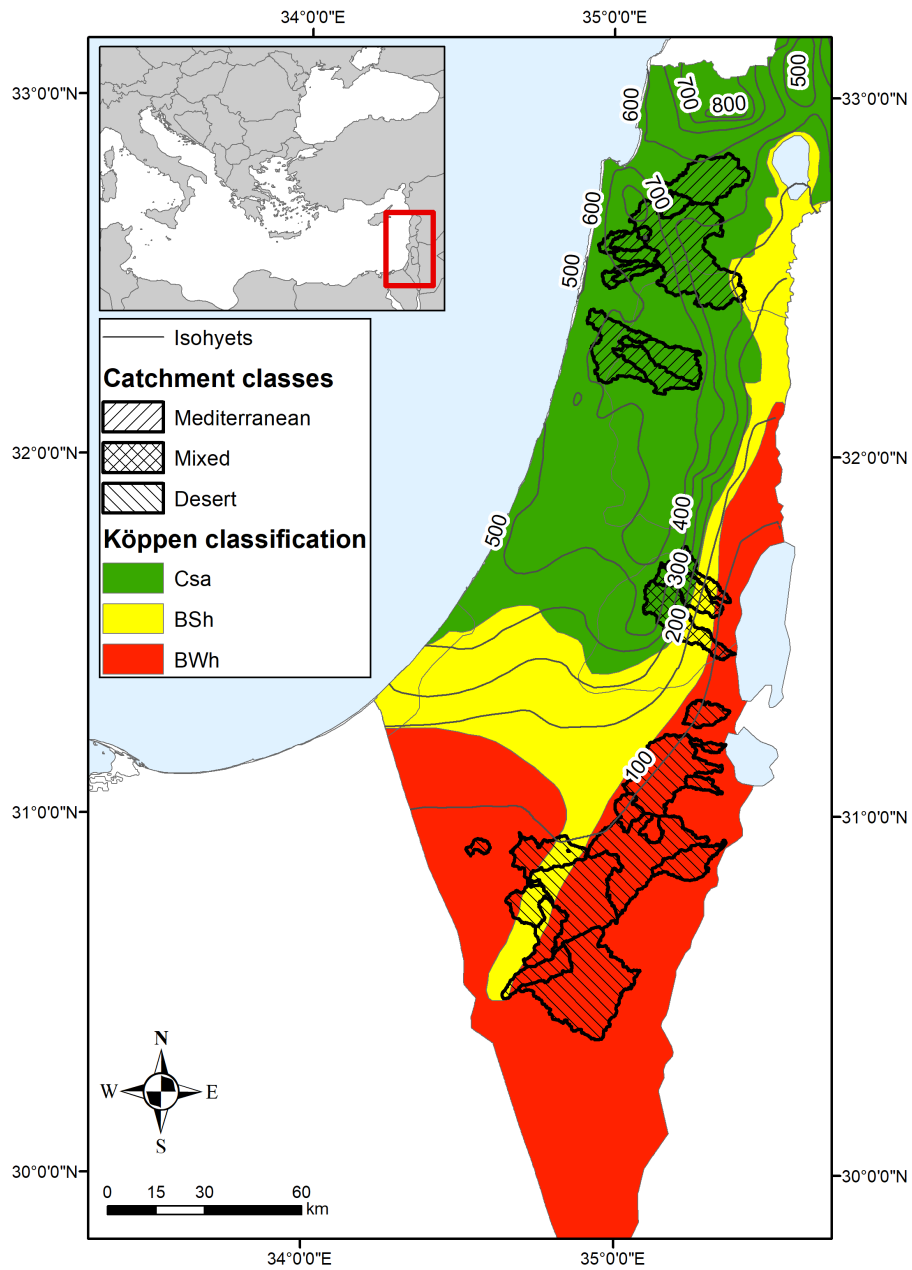 34°0'0"E
35°0'0"E
33°0'0"N
33°0'0"N
500
700
600
800
700
600
500
Isohyets
Catchment classes
Mediterranean
Mixed
Desert
32°0'0"N
32°0'0"N
400
500
Köppen classification
300
Csa
BSh
200
BWh
100
31°0'0"N
31°0'0"N
N
W
E
S
30°0'0"N
30°0'0"N
0 15 30 60
km
34°0'0"E
35°0'0"E